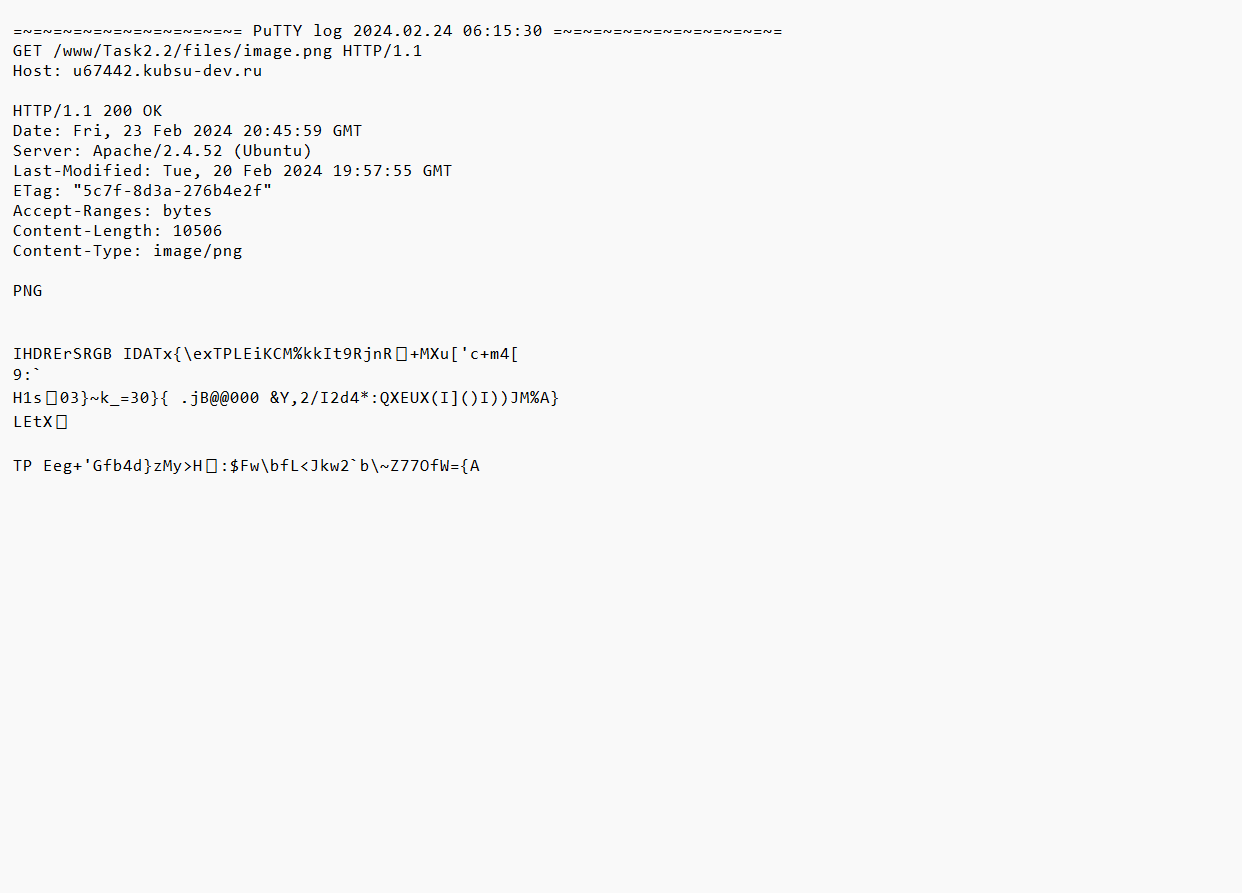 =~=~=~=~=~=~=~=~=~=~=~= PuTTY log 2024.02.24 06:15:30 =~=~=~=~=~=~=~=~=~=~=~=
GET /www/Task2.2/files/image.png HTTP/1.1
Host: u67442.kubsu-dev.ru
HTTP/1.1 200 OK
Date: Fri, 23 Feb 2024 20:45:59 GMT
Server: Apache/2.4.52 (Ubuntu)
Last-Modified: Tue, 20 Feb 2024 19:57:55 GMT
ETag: "5c7f-8d3a-276b4e2f"
Accept-Ranges: bytes
Content-Length: 10506
Content-Type: image/png
PNG
IHDRErSRGB IDATx{\exTPLEiKCM%kkIt9RjnR□+MXu['c+m4[
9:`
H1s□03}~k_=30}{ .jB@@000 &Y,2/I2d4*:QXEUX(I]()I))JM%A}
LEtX□
TP Eeg+'Gfb4d}zMy>H□:$Fw\bfL<Jkw2`b\~Z77OfW={A